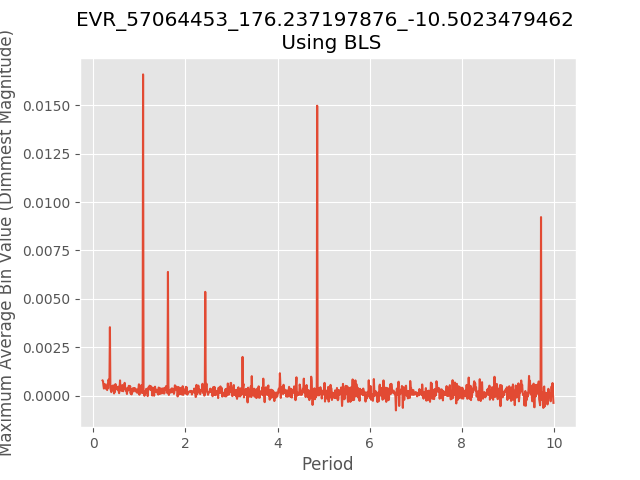 EVR_57064453_176.237197876_-10.5023479462
Using BLS
Maximum Average Bin Value (Dimmest Magnitude)
0.0150
0.0125
0.0100
0.0075
0.0050
0.0025
0.0000
0 2 4 6 8 10
Period